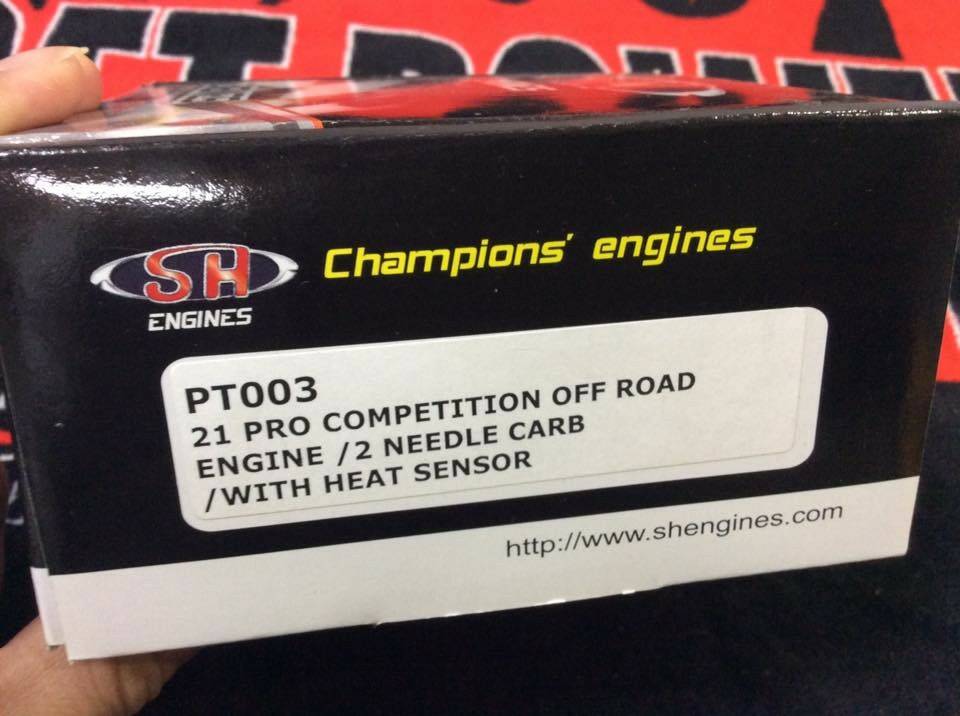 SH
ENGINES
Champions' engines
PT003
21 PRO COMPETITION OFF ROAD
ENGINE /2 NEEDLE CARB
/WITH HEAT SENSOR
http://www.shengines.com